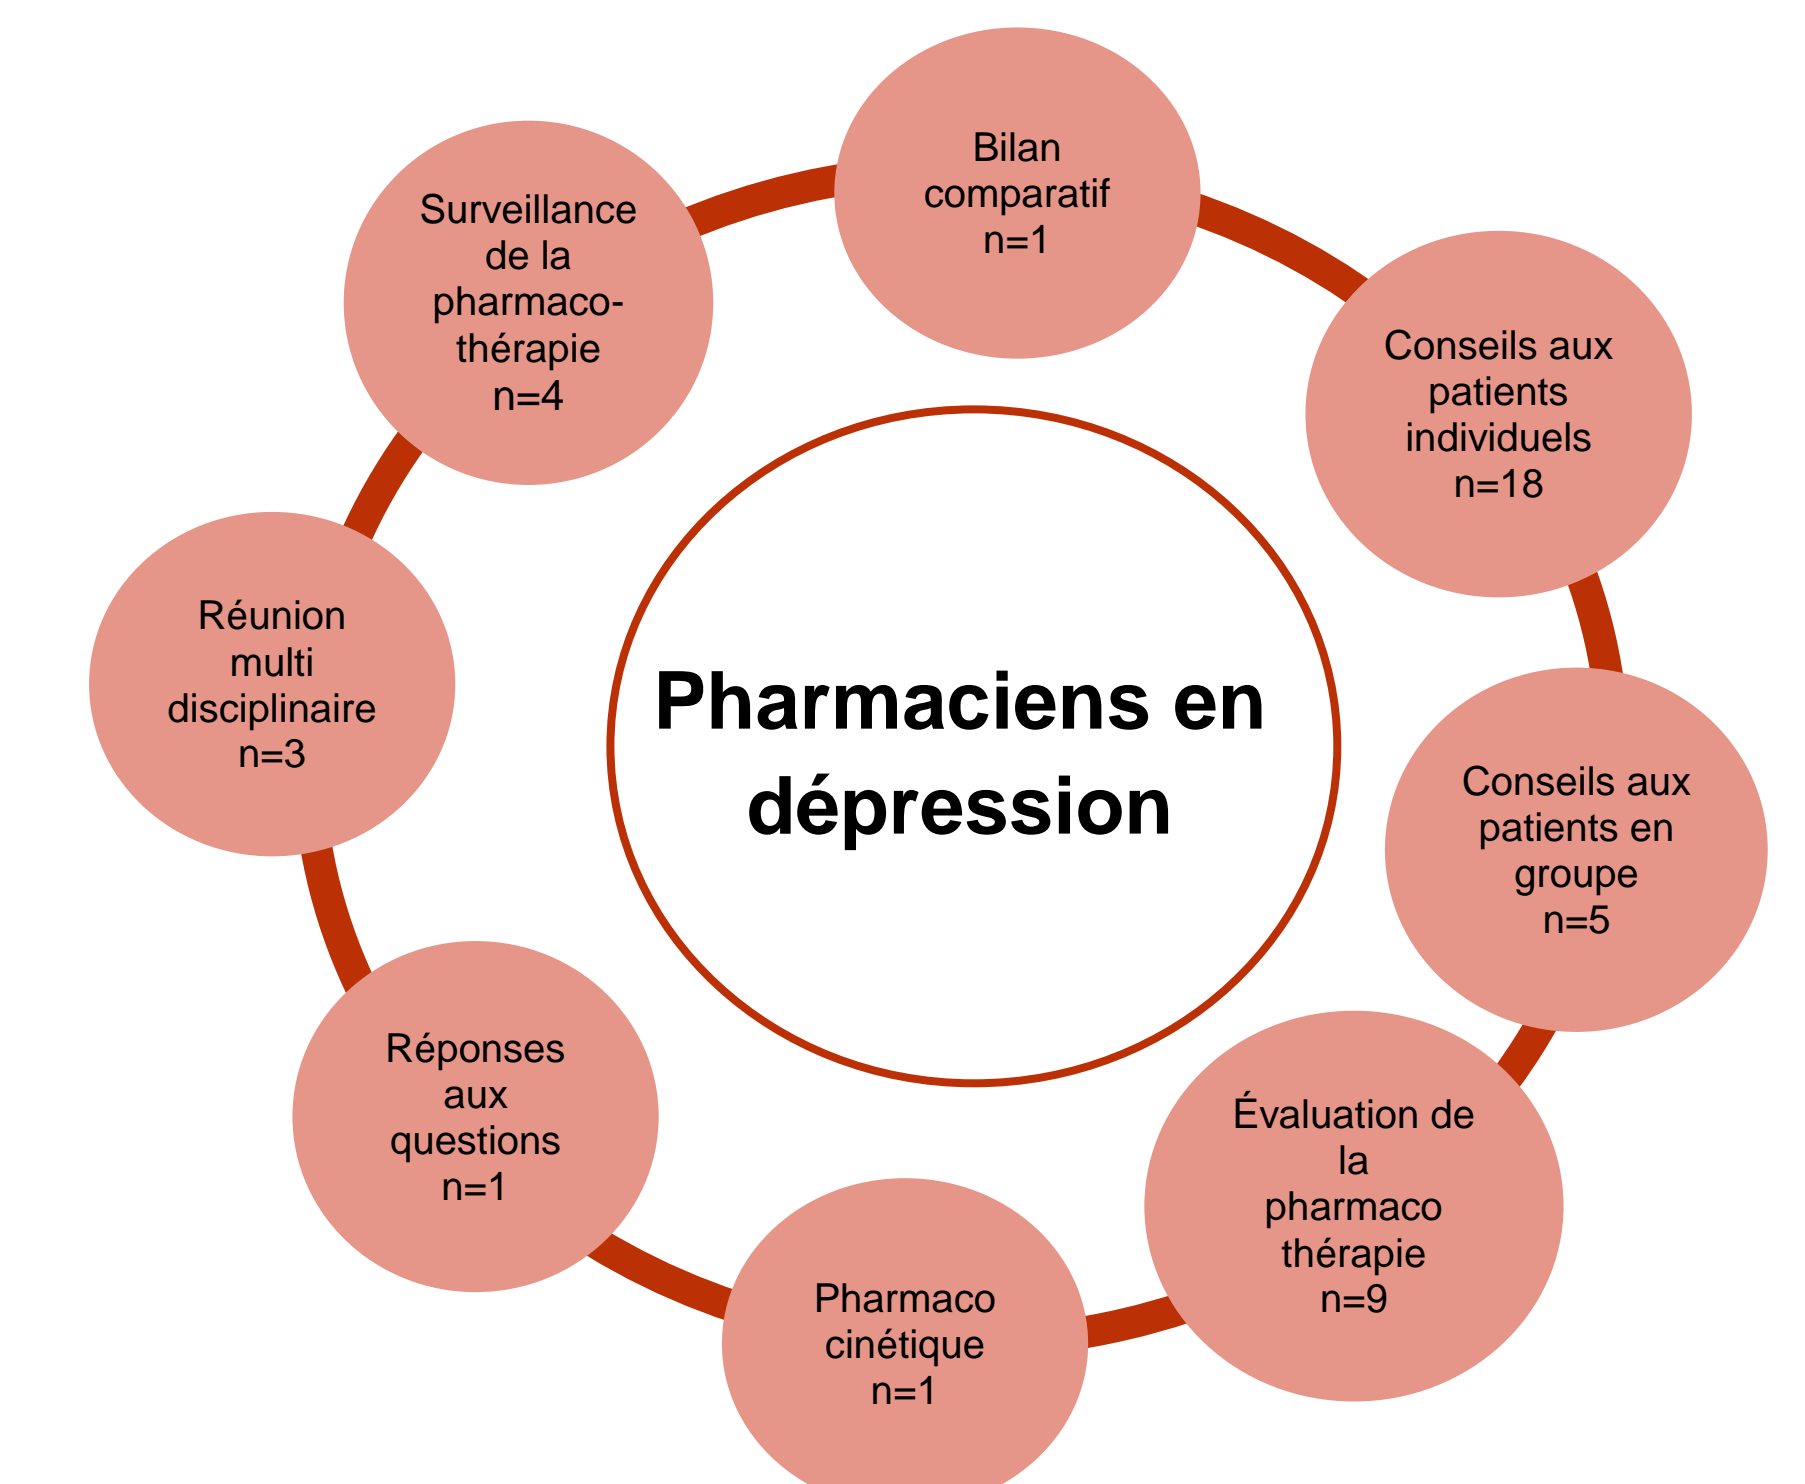 Bilan
comparatif
n=1
Conseils aux
patients
individuels
n=18
Conseils aux
patients en
groupe
n=5
Évaluation de
la
pharmaco
thérapie
n=9
Pharmaco
cinétique
n=1
Réponses
aux
questions
n=1
Réunion
multi
disciplinaire
n=3
Surveillance
de la
pharmaco-
thérapie
n=4
Pharmaciens en
dépression